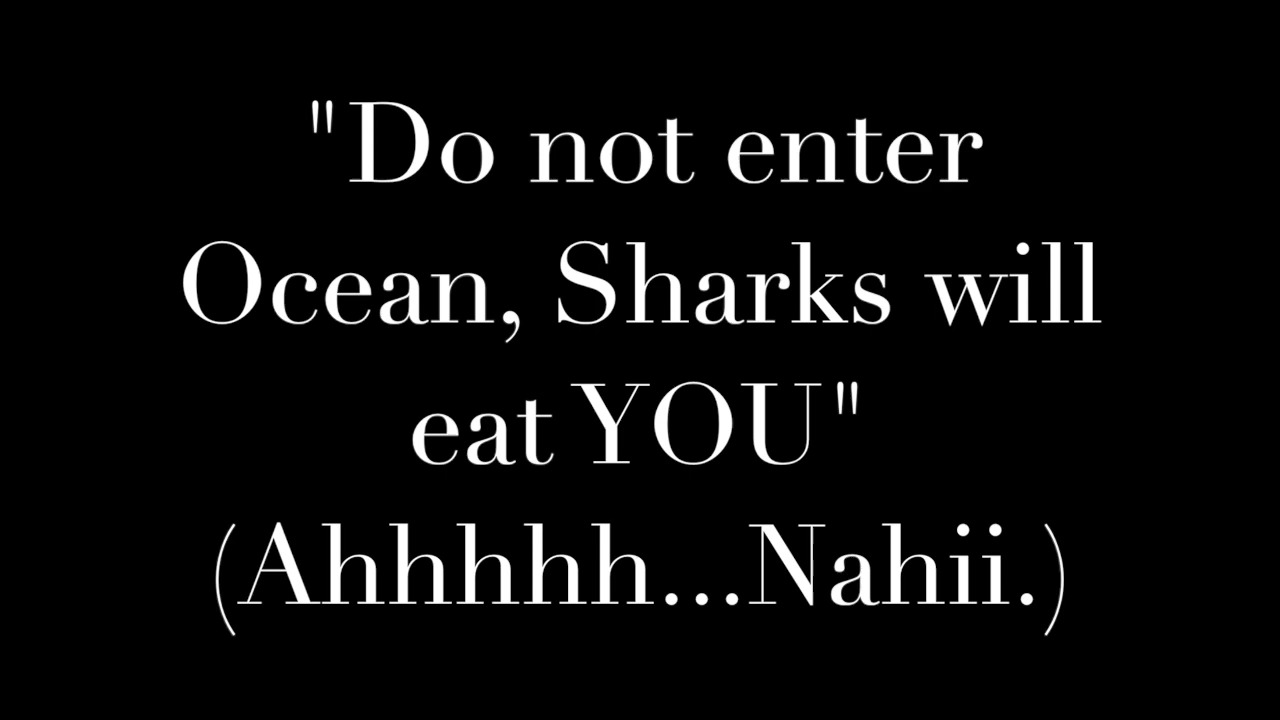 "Do not enter
Ocean, Sharks will
eat YOU"
(Ahhhhh...Nahii.)